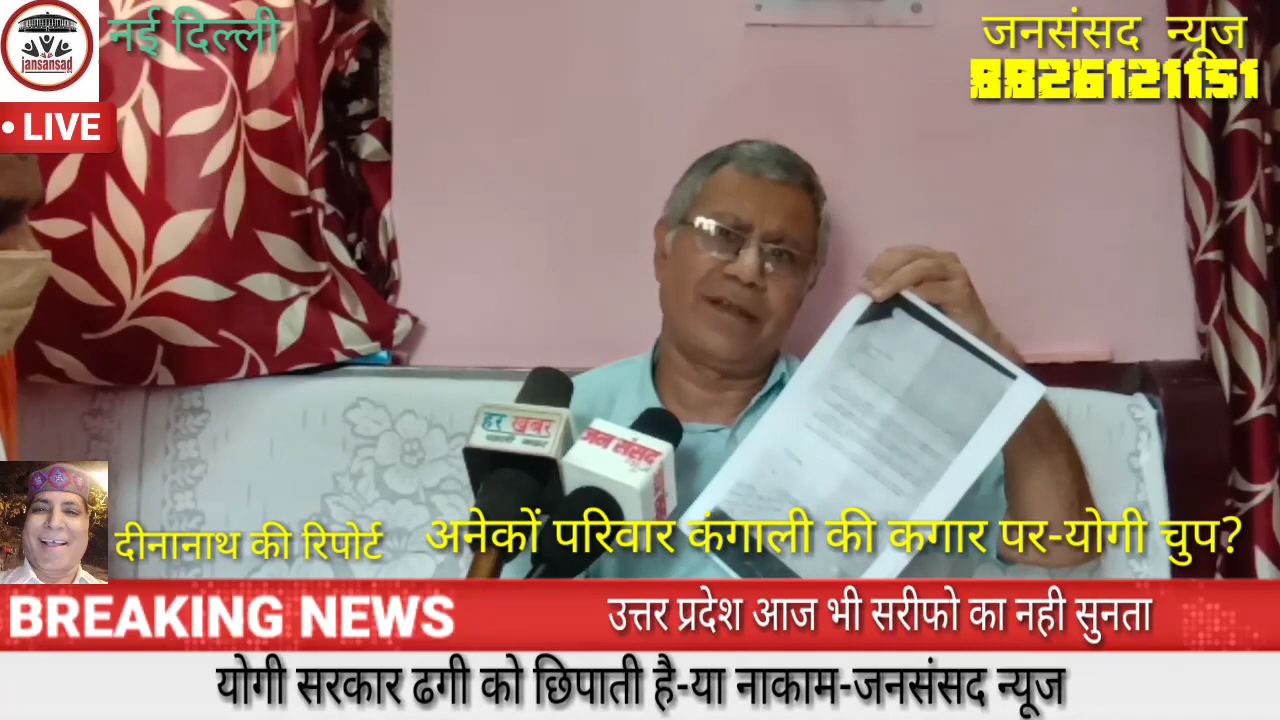 jansansad
नई दिल्ली
जनसंसद न्यूज
8826121151
• LIVE
हर खबर
जन संसद
न्यूज
दीनानाथ की रिपोर्ट
अनेकों परिवार कंगाली की कगार पर-योगी चुप?
BREAKING NEWS
उत्तर प्रदेश आज भी सरीफो का नही सुनता
योगी सरकार ढगी को छिपाती है-या नाकाम-जनसंसद न्यूज